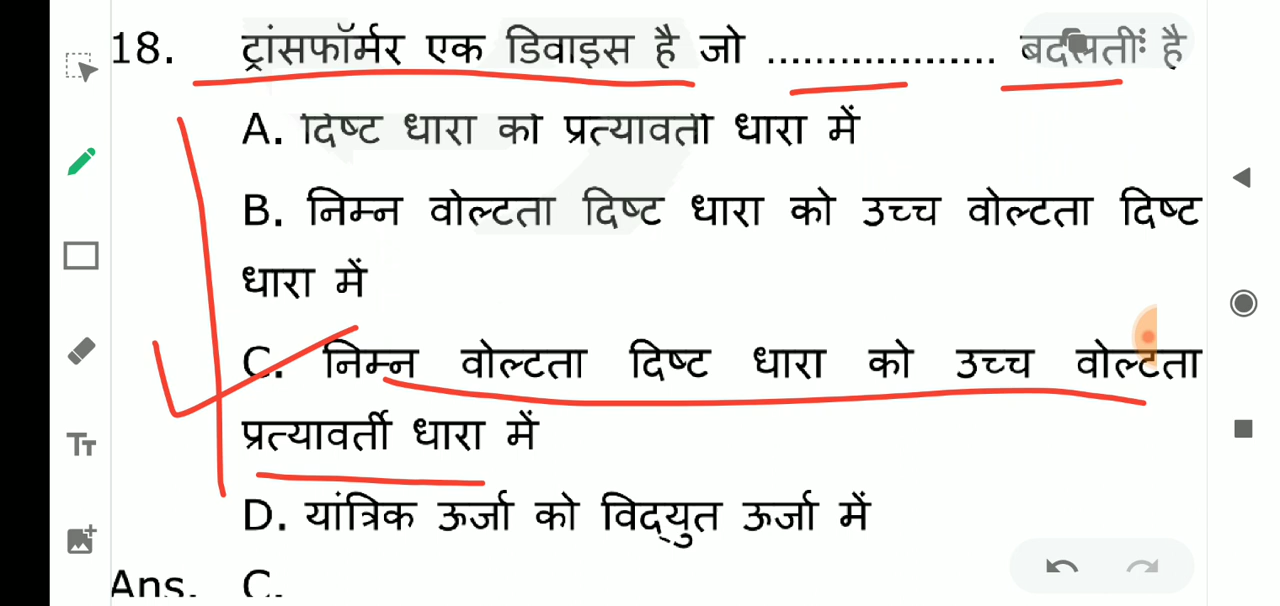 18. ट्रांसफॉर्मर एक डिवाइस है जो ................... बदलती है
A. दिष्ट धारा को प्रत्यावर्ती धारा में
B. निम्न वोल्टता दिष्ट धारा को उच्च वोल्टता दिष्ट
धारा में
C. निम्न वोल्टता दिष्ट धारा को उच्च वोल्टता
प्रत्यावर्ती धारा में
D. यांत्रिक ऊर्जा को विद्युत ऊर्जा में
Ans. C.
TT